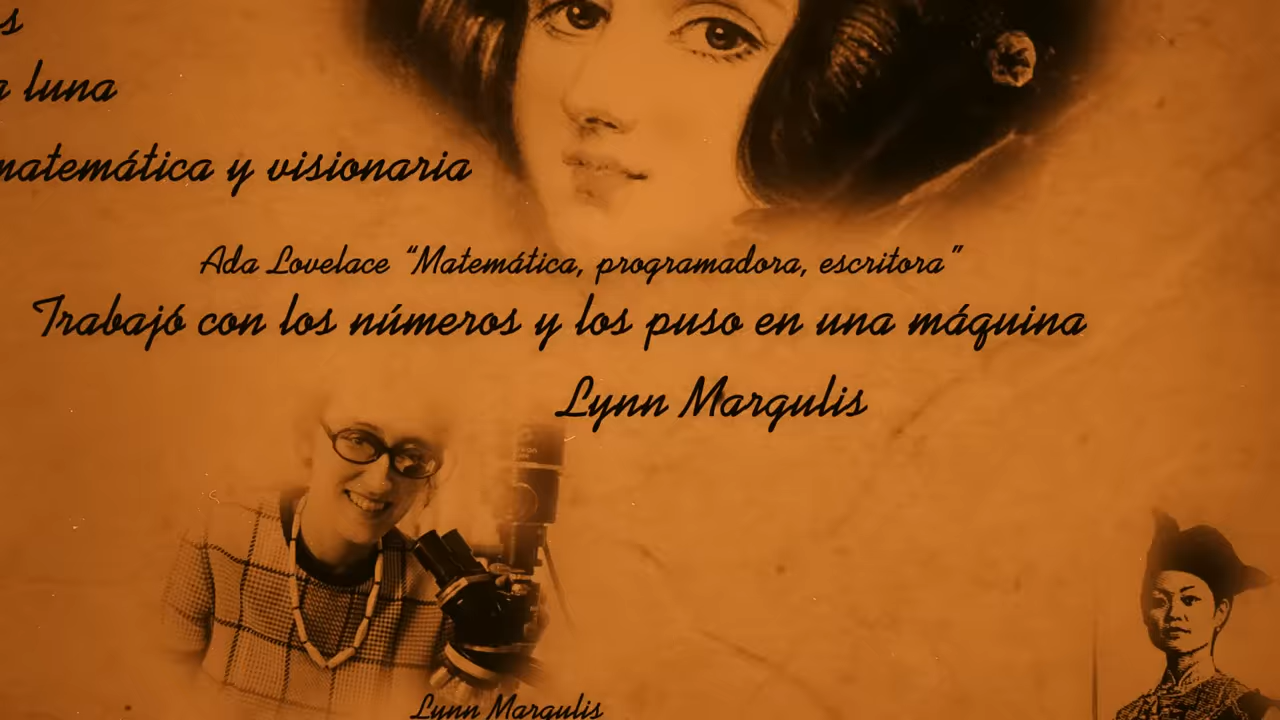 luna
matemática y visionaria
Ada Lovelace “Matemática, programadora, escritora”
Trabajó con los números y los puso en una máquina
Lynn Margulis
Lynn Margulis